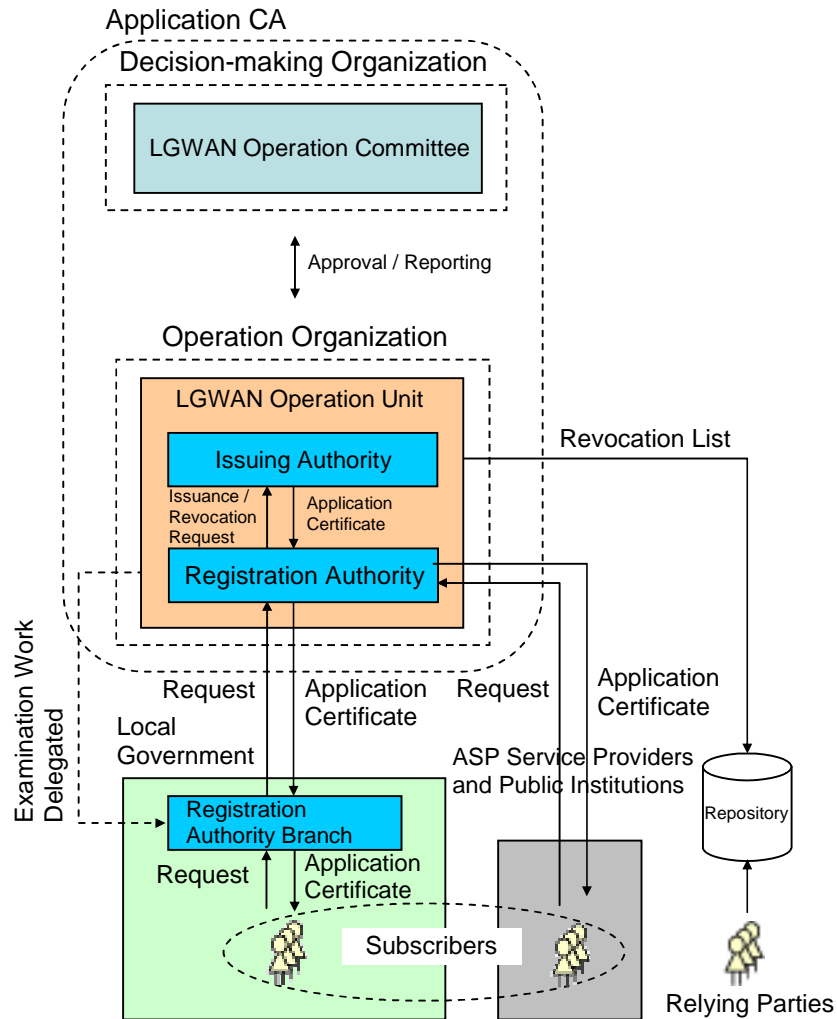 Application CA
Decision-making Organization
LGWAN Operation Committee
Approval / Reporting
Operation Organization
LGWAN Operation Unit
Revocation List
Issuing Authority
Issuance /
Revocation
Request
Application
Certificate
Registration Authority
Examination Work
Delegated
Request
Application
Certificate
Request
Application
Certificate
Local
Government
ASP Service Providers
and Public Institutions
Repository
Registration
Authority Branch
Request
Application
Certificate
Subscribers
Relying Parties